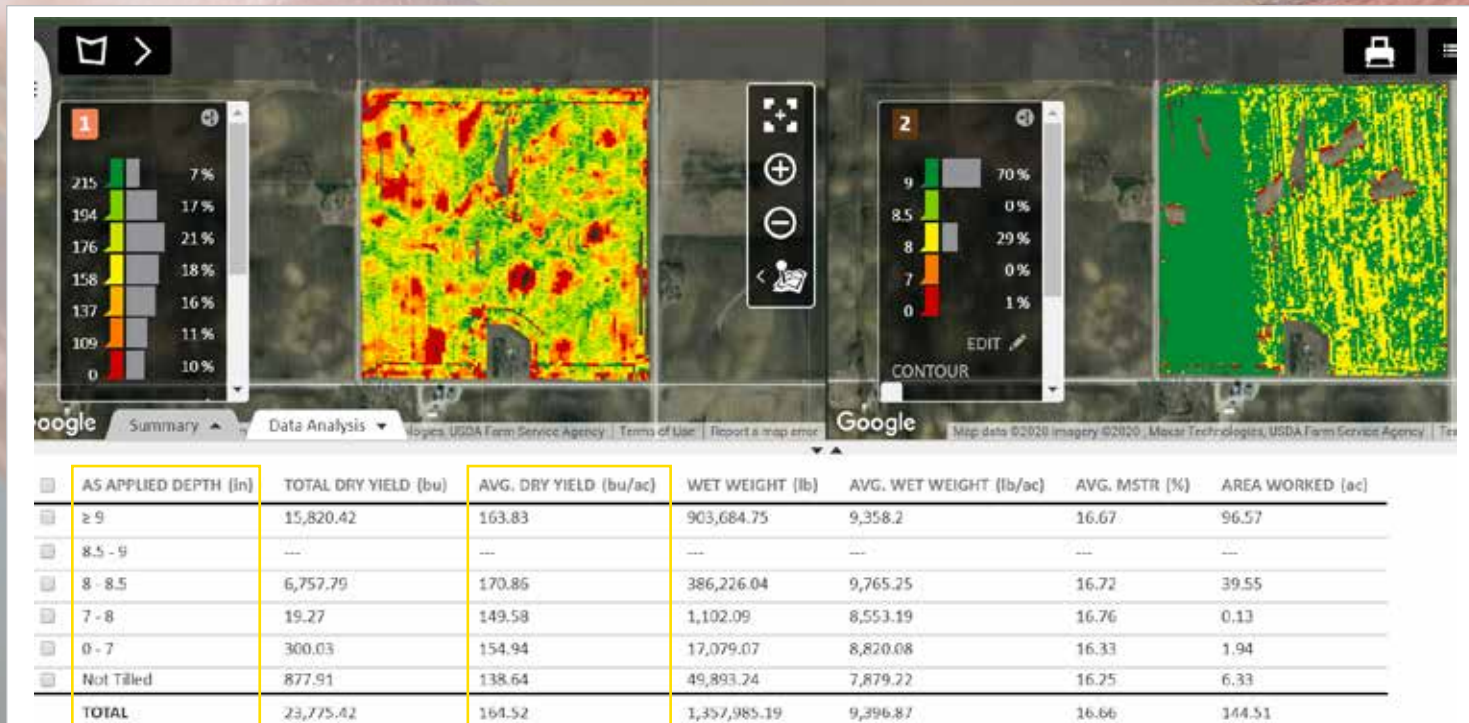 1
7%
215
17%
194
21%
176
18%
158
16%
137
11%
109
10%
0
2
70%
9
0%
8.5
29%
8
0%
7
1%
0
EDIT
CONTOUR
oogle
Summary
Data Analysis
USDA Farm Service Agency
Terms of Use
Report a map error
Google
Map data ©2020 Imagery ©2020 , Maxar Technologies, USDA Farm Service Agency
AS APPLIED DEPTH (in) TOTAL DRY YIELD (bu) AVG. DRY YIELD (bu/ac) WET WEIGHT (lb) AVG. WET WEIGHT (lb/ac) AVG. MSTR (%) AREA WORKED (ac)
≥ 9 15,820.42 163.83 903,684.75 9,358.2 16.67 96.57
8.5 - 9 --- --- --- --- --- ---
8 - 8.5 6,757.79 170.86 386,226.04 9,765.25 16.72 39.55
7 - 8 19.27 149.58 1,102.09 8,553.19 16.76 0.13
0 - 7 300.03 154.94 17,079.07 8,820.08 16.33 1.94
Not Tilled 877.91 138.64 49,893.24 7,879.22 16.25 6.33
TOTAL 23,775.42 164.52 1,357,985.19 9,396.87 16.66 144.51